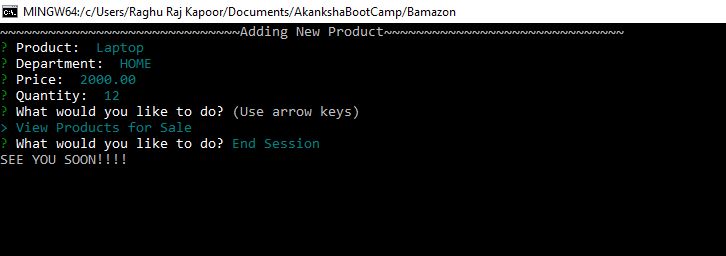 MINGW64:/c/Users/Raghu Raj Kapoor/Documents/AkankshaBootCamp/Bamazon
~~~~~~~~~~~~~~~~~~~~~~~~~~~~~~Adding New Product~~~~~~~~~~~~~~~~~~~~~~~~~~~~~~
? Product:  Laptop
? Department:  HOME
? Price:  2000.00
? Quantity:  12
? What would you like to do? (Use arrow keys)
> View Products for Sale
? What would you like to do? End Session
SEE YOU SOON!!!!